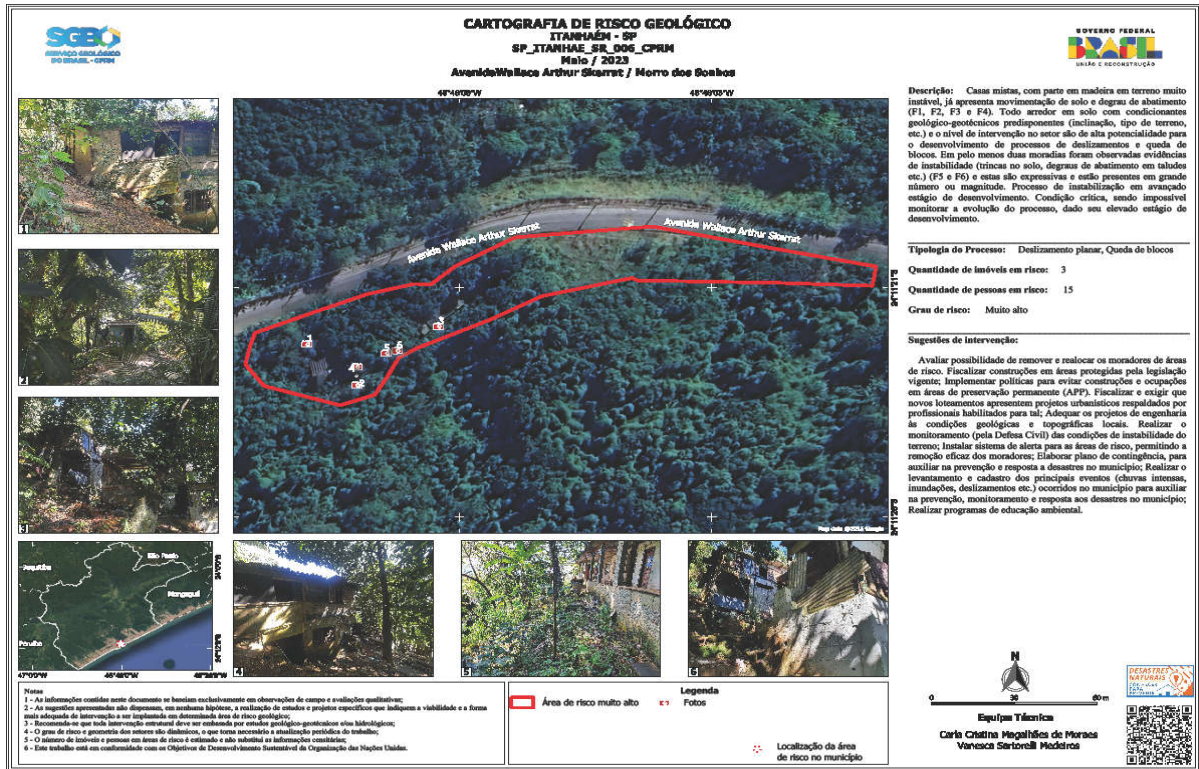 CARTOGRAFIA DE RISCO GEOLÓGICO
ITANHAÉM - SP
SP_ITANHAE_SR_006_CPRM
Maio / 2023
AvenidaWallace Arthur Skerrat / Morro dos Sonhos
SGBC
SERVIÇO GEOLÓGICO
DO BRASIL - CPRM
GOVERNO FEDERAL
BRASIL
UNIÃO E RECONSTRUÇÃO
Avenida Wallace Arthur Skerrat
Avenida Wallace Arthur Skerrat
1
2
3
4
5
6
São Paulo
Mongaguá
Peruíbe
Descrição: Casas mistas, com parte em madeira em terreno muito
instável, já apresenta movimentação de solo e degrau de abatimento
(F1, F2, F3 e F4). Todo arredor em solo com condicionantes
geológico-geotécnicos predisponentes (inclinação, tipo de terreno,
etc.) e o nível de intervenção no setor são de alta potencialidade para
o desenvolvimento de processos de deslizamentos e queda de
blocos. Em pelo menos duas moradias foram observadas evidências
de instabilidade (trincas no solo, degraus de abatimento em taludes
etc.) (F5 e F6) e estas são expressivas e estão presentes em grande
número ou magnitude. Processo de instabilização em avançado
estágio de desenvolvimento. Condição crítica, sendo impossível
monitorar a evolução do processo, dado seu elevado estágio de
desenvolvimento.
Tipologia do Processo: Deslizamento planar, Queda de blocos
Quantidade de imóveis em risco: 3
Quantidade de pessoas em risco: 15
Grau de risco: Muito alto
Sugestões de intervenção:
Avaliar possibilidade de remover e realocar os moradores de áreas
de risco. Fiscalizar construções em áreas protegidas pela legislação
vigente; Implementar políticas para evitar construções e ocupações
em áreas de preservação permanente (APP). Fiscalizar e exigir que
novos loteamentos apresentem projetos urbanísticos respaldados por
profissionais habilitados para tal; Adequar os projetos de engenharia
às condições geológicas e topográficas locais. Realizar o
monitoramento (pela Defesa Civil) das condições de instabilidade do
terreno; Instalar sistema de alerta para as áreas de risco, permitindo a
remoção eficaz dos moradores; Elaborar plano de contingência, para
auxiliar na prevenção e resposta a desastres no município; Realizar o
levantamento e cadastro dos principais eventos (chuvas intensas,
inundações, deslizamentos etc.) ocorridos no município para auxiliar
na prevenção, monitoramento e resposta aos desastres no município;
Realizar programas de educação ambiental.
Notas
1 - As informações contidas neste documento se baseiam exclusivamente em observações de campo e avaliações qualitativas;
2 - As sugestões apresentadas não dispensam, em nenhuma hipótese, a realização de estudos e projetos específicos que indiquem a viabilidade e a forma
mais adequada de intervenção a ser implantada em determinada área de risco geológico;
3 - Recomenda-se que toda intervenção estrutural deve ser embasada por estudos geológico-geotécnicos e/ou hidrológicos;
4 - O grau de risco e geometria dos setores são dinâmicos, o que torna necessário a atualização periódica do trabalho;
5 - O número de imóveis e pessoas em áreas de risco é estimado e não substitui as informações censitárias;
6 - Este trabalho está em conformidade com os Objetivos de Desenvolvimento Sustentável da Organização das Nações Unidas.
Legenda
Área de risco muito alto
Fotos
Localização da área
de risco no município
N
0 30 60 m
Equipe Técnica
Carla Cristina Magalhães de Moraes
Vanesca Sartorelli Medeiros
DESASTRES
NATURAIS